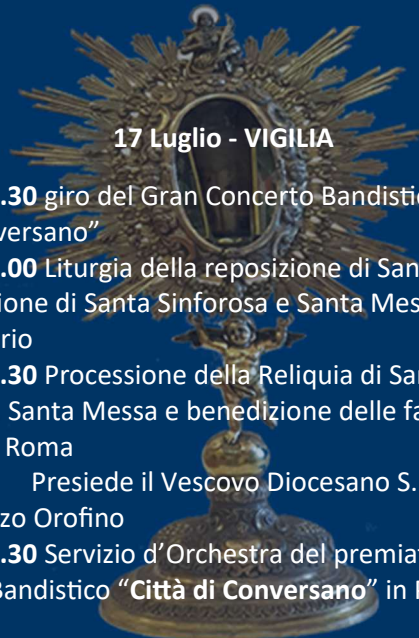 17 Luglio - VIGILIA
.30 giro del Gran Concerto Bandistic
versano”
.00 Liturgia della reposizione di San
ione di Santa Sinforosa e Santa Mes
rio
.30 Processione della Reliquia di Sa
Santa Messa e benedizione delle fa
Roma
Presiede il Vescovo Diocesano S.
zo Orofino
.30 Servizio d’Orchestra del premiat
Bandistico “Città di Conversano” in